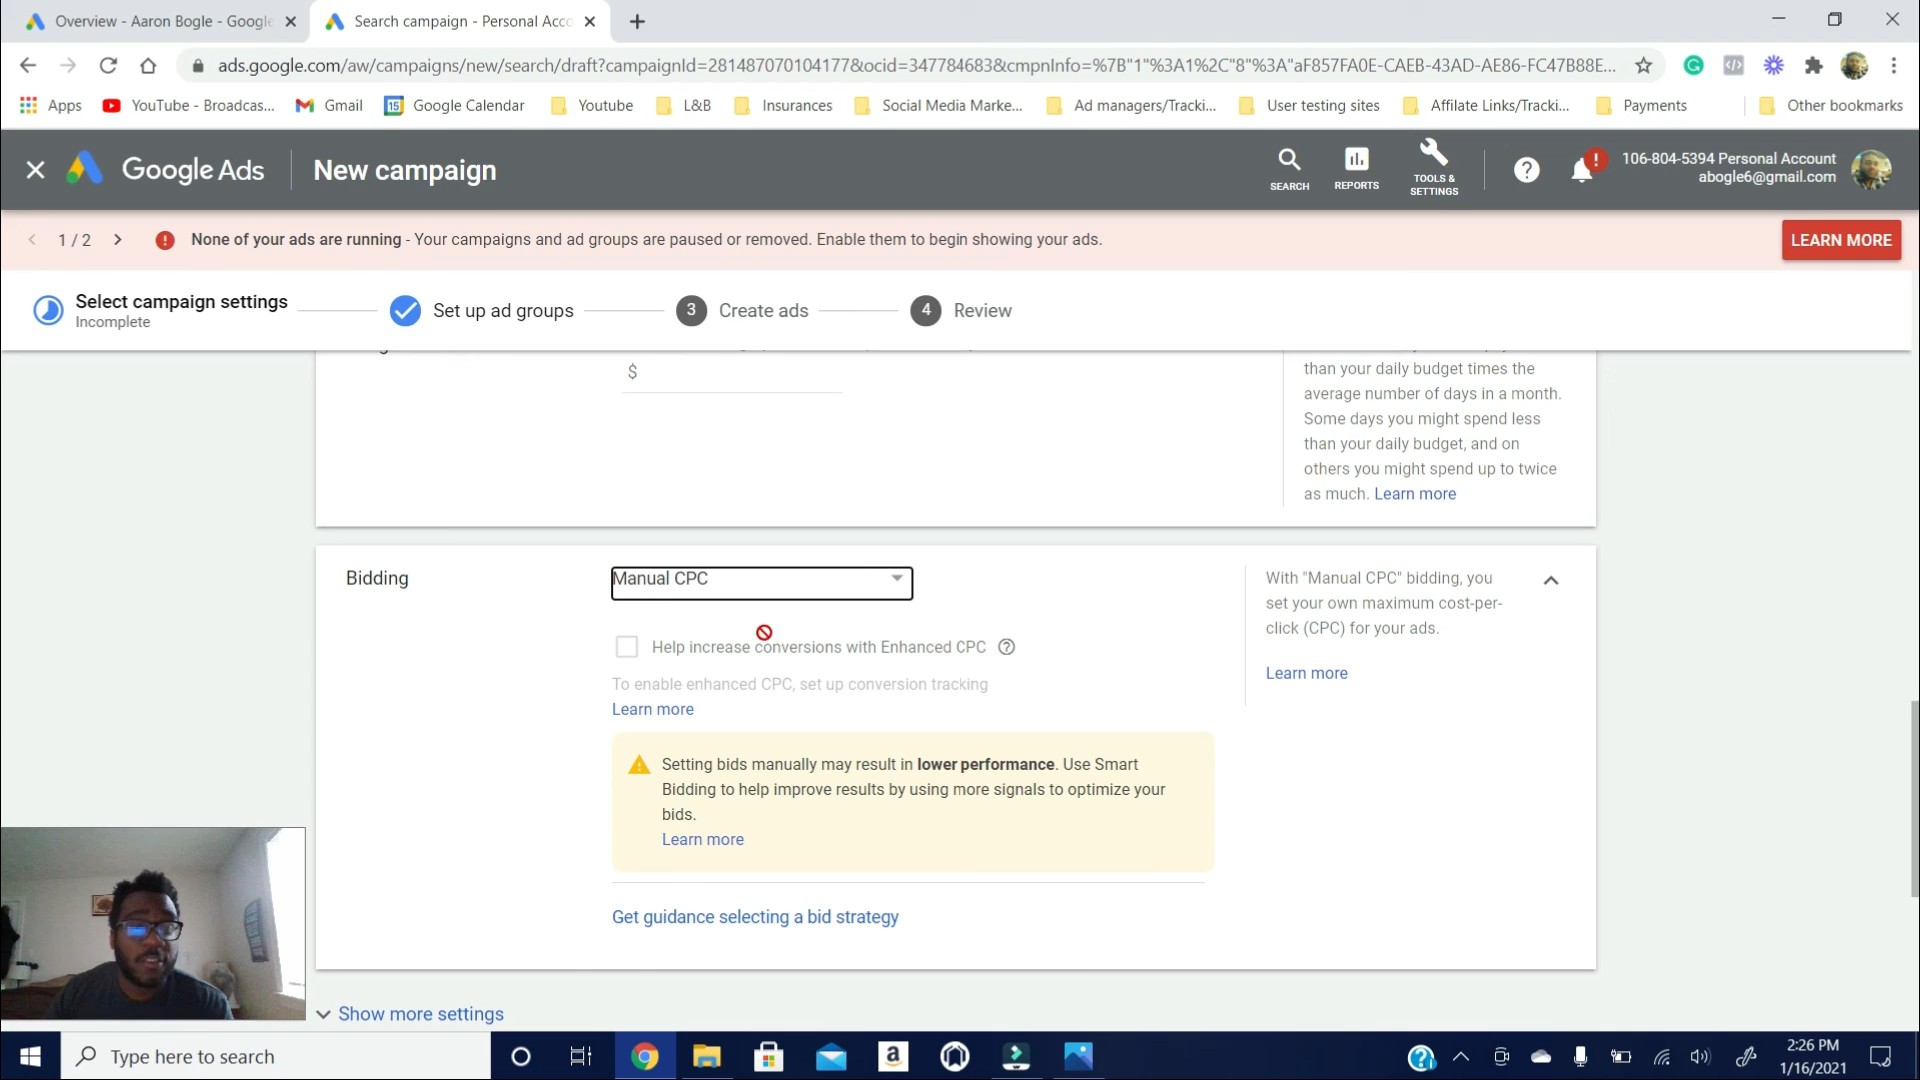 Overview - Aaron Bogle - Google
Search campaign - Personal Acco
ads.google.com/aw/campaigns/new/search/draft?campaignId=281487070104177&ocid=347784683&cmpnInfo=%7B"1"%3A1%2C"8"%3A"aF857FA0E-CAEB-43AD-AE86-FC47B88E...
Apps
YouTube - Broadcas...
Gmail
15
Google Calendar
Youtube
L&B
Insurances
Social Media Marke...
Ad managers/Tracki...
User testing sites
Affilate Links/Tracki...
Payments
Other bookmarks
Google Ads
New campaign
SEARCH
REPORTS
TOOLS &
SETTINGS
?
!
106-804-5394 Personal Account
abogle6@gmail.com
1 / 2
None of your ads are running - Your campaigns and ad groups are paused or removed. Enable them to begin showing your ads.
LEARN MORE
Select campaign settings
Incomplete
Set up ad groups
3 Create ads
4 Review
$
than your daily budget times the
average number of days in a month.
Some days you might spend less
than your daily budget, and on
others you might spend up to twice
as much. Learn more
Bidding
Manual CPC
Help increase conversions with Enhanced CPC
To enable enhanced CPC, set up conversion tracking
Learn more
With "Manual CPC" bidding, you
set your own maximum cost-per-
click (CPC) for your ads.
Learn more
Setting bids manually may result in lower performance. Use Smart
Bidding to help improve results by using more signals to optimize your
bids.
Learn more
Get guidance selecting a bid strategy
Show more settings
Type here to search
2:26 PM
1/16/2021